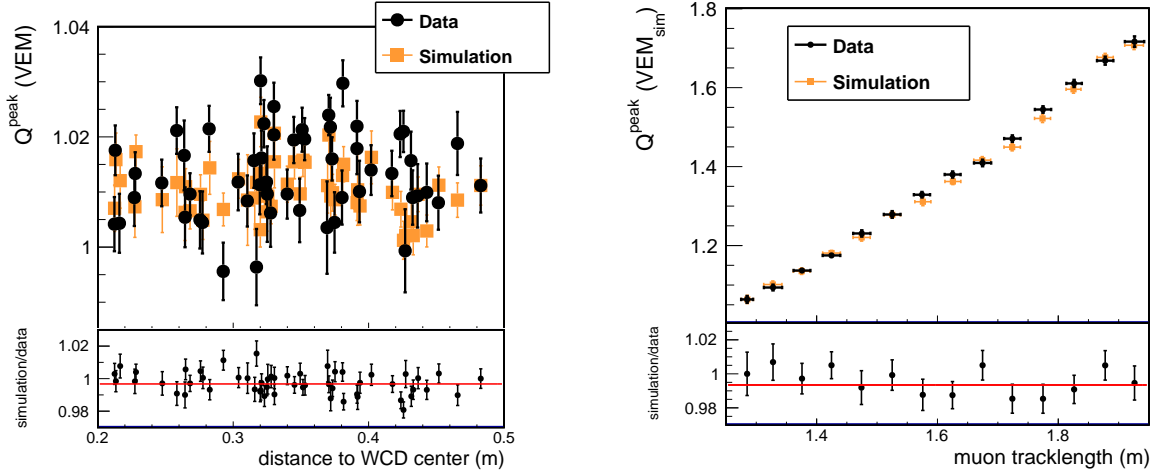 Data
Simulation
Q^peak (VEM)
1.04
1.02
1
simulation/data
1.02
1
0.98
0.2
0.3
0.4
0.5
distance to WCD center (m)
Data
Simulation
Q^peak (VEM_sim)
1.8
1.6
1.4
1.2
simulation/data
1.02
1
0.98
1.4
1.6
1.8
muon tracklength (m)